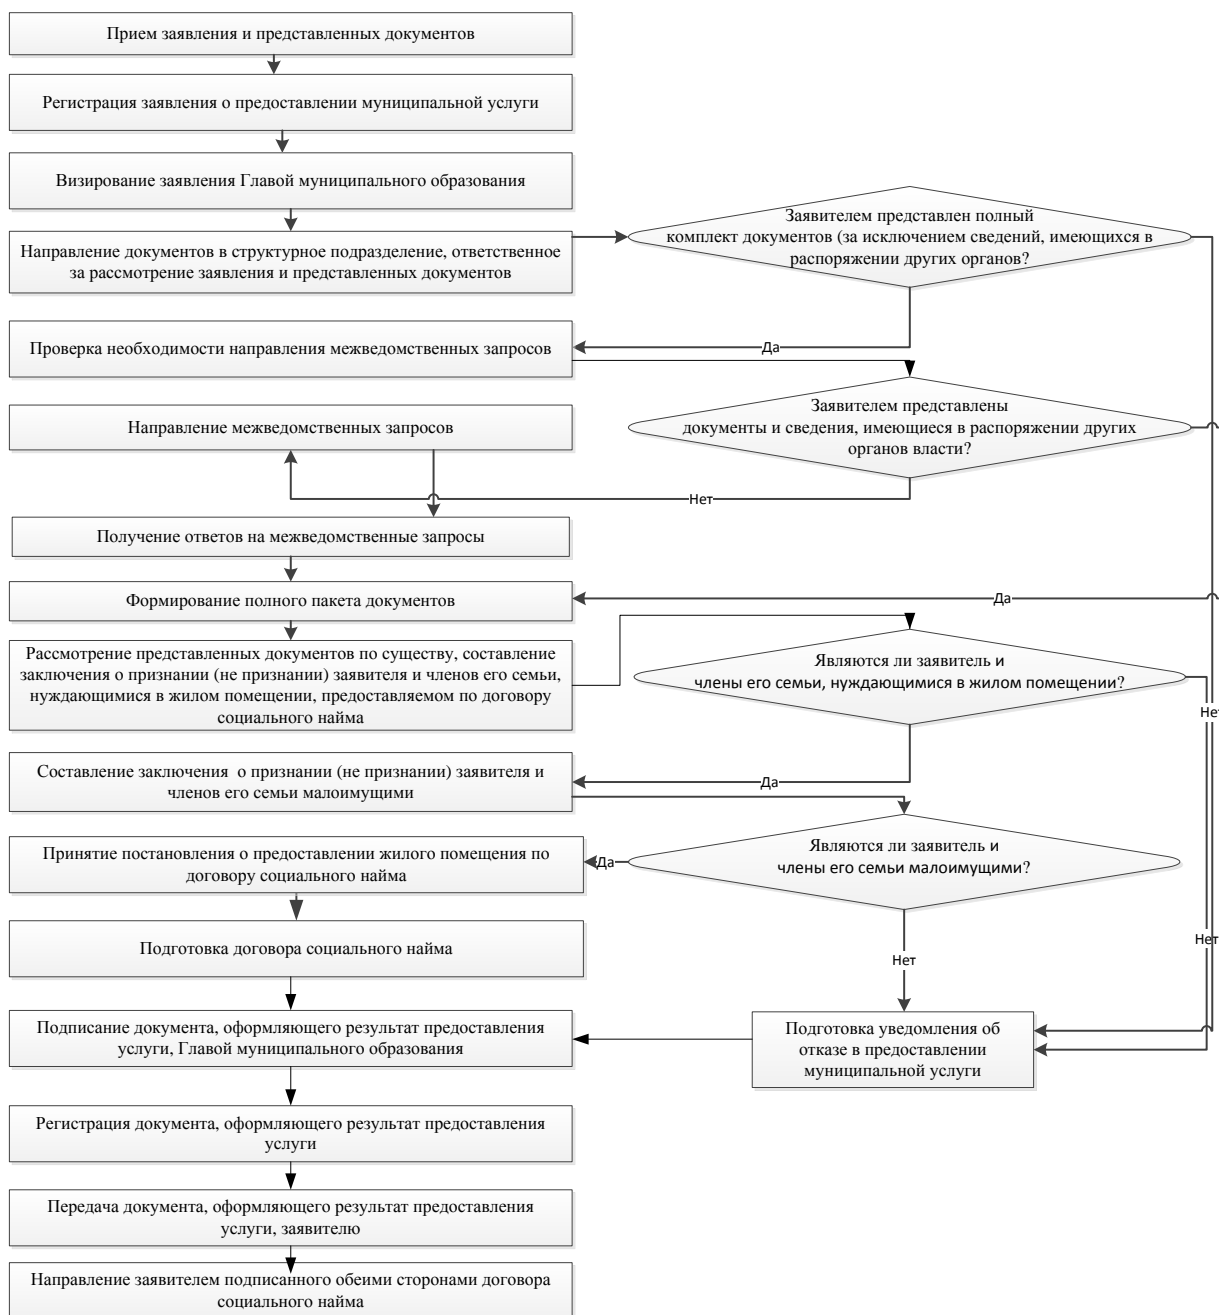 Прием заявления и представленных документов
Регистрация заявления о предоставлении муниципальной услуги
Визирование заявления Главой муниципального образования
Направление документов в структурное подразделение, ответственное
за рассмотрение заявления и представленных документов
Заявителем представлен полный
комплект документов (за исключением сведений, имеющихся в
распоряжении других органов?
Да
Проверка необходимости направления межведомственных запросов
Заявителем представлены
документы и сведения, имеющиеся в распоряжении других
органов власти?
Направление межведомственных запросов
Нет
Получение ответов на межведомственные запросы
Формирование полного пакета документов
Да
Рассмотрение представленных документов по существу, составление
заключения о признании (не признании) заявителя и членов его семьи,
нуждающимися в жилом помещении, предоставляемом по договору
социального найма
Являются ли заявитель и
члены его семьи, нуждающимися в жилом помещении?
Нет
Да
Составление заключения о признании (не признании) заявителя и
членов его семьи малоимущими
Являются ли заявитель и
члены его семьи малоимущими?
Да
Принятие постановления о предоставлении жилого помещения по
договору социального найма
Нет
Нет
Подготовка договора социального найма
Подписание документа, оформляющего результат предоставления
услуги, Главой муниципального образования
Подготовка уведомления об
отказе в предоставлении
муниципальной услуги
Регистрация документа, оформляющего результат предоставления
услуги
Передача документа, оформляющего результат предоставления
услуги, заявителю
Направление заявителем подписанного обеими сторонами договора
социального найма